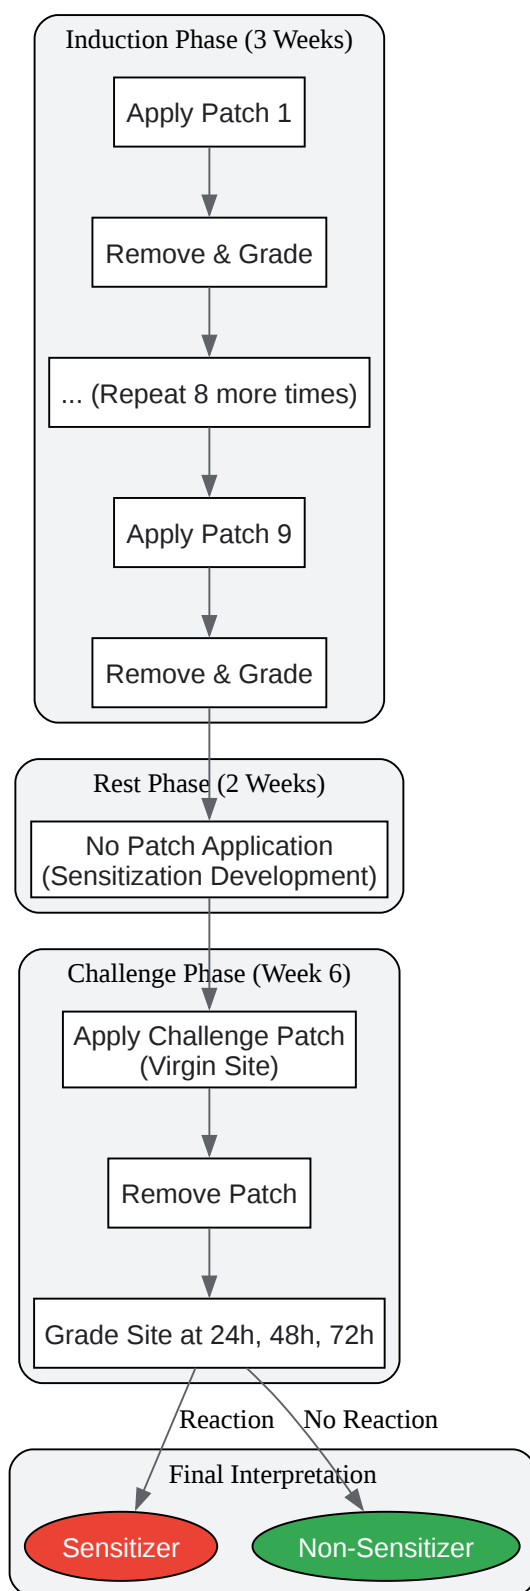 Induction Phase (3 Weeks)
Apply Patch 1
Remove & Grade
... (Repeat 8 more times)
Apply Patch 9
Remove & Grade
Rest Phase (2 Weeks)
No Patch Application
(Sensitization Development)
Challenge Phase (Week 6)
Apply Challenge Patch
(Virgin Site)
Remove Patch
Grade Site at 24h, 48h, 72h
Reaction
No Reaction
Final Interpretation
Sensitizer
Non-Sensitizer